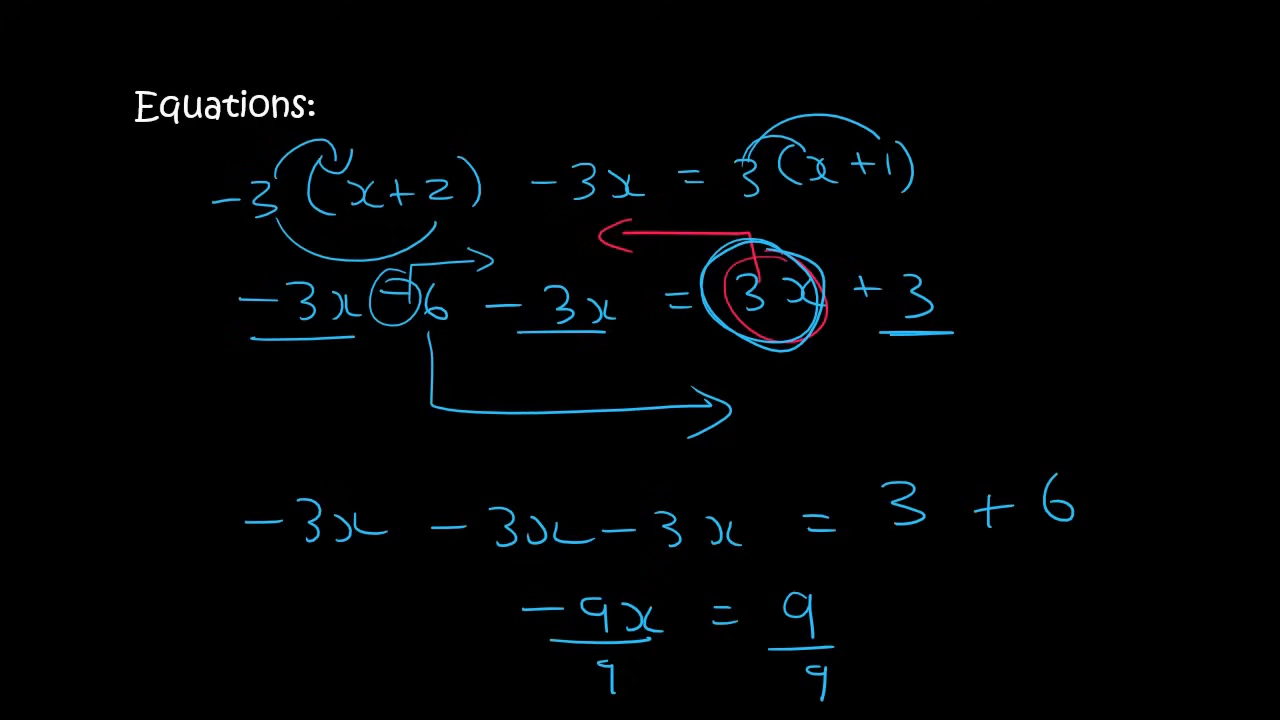 Equations:
-3(x+2) -3x = 3(x+1)
-3x -6 -3x = 3x + 3
-3x -3x -3x = 3 + 6
-9x = 9
9 9